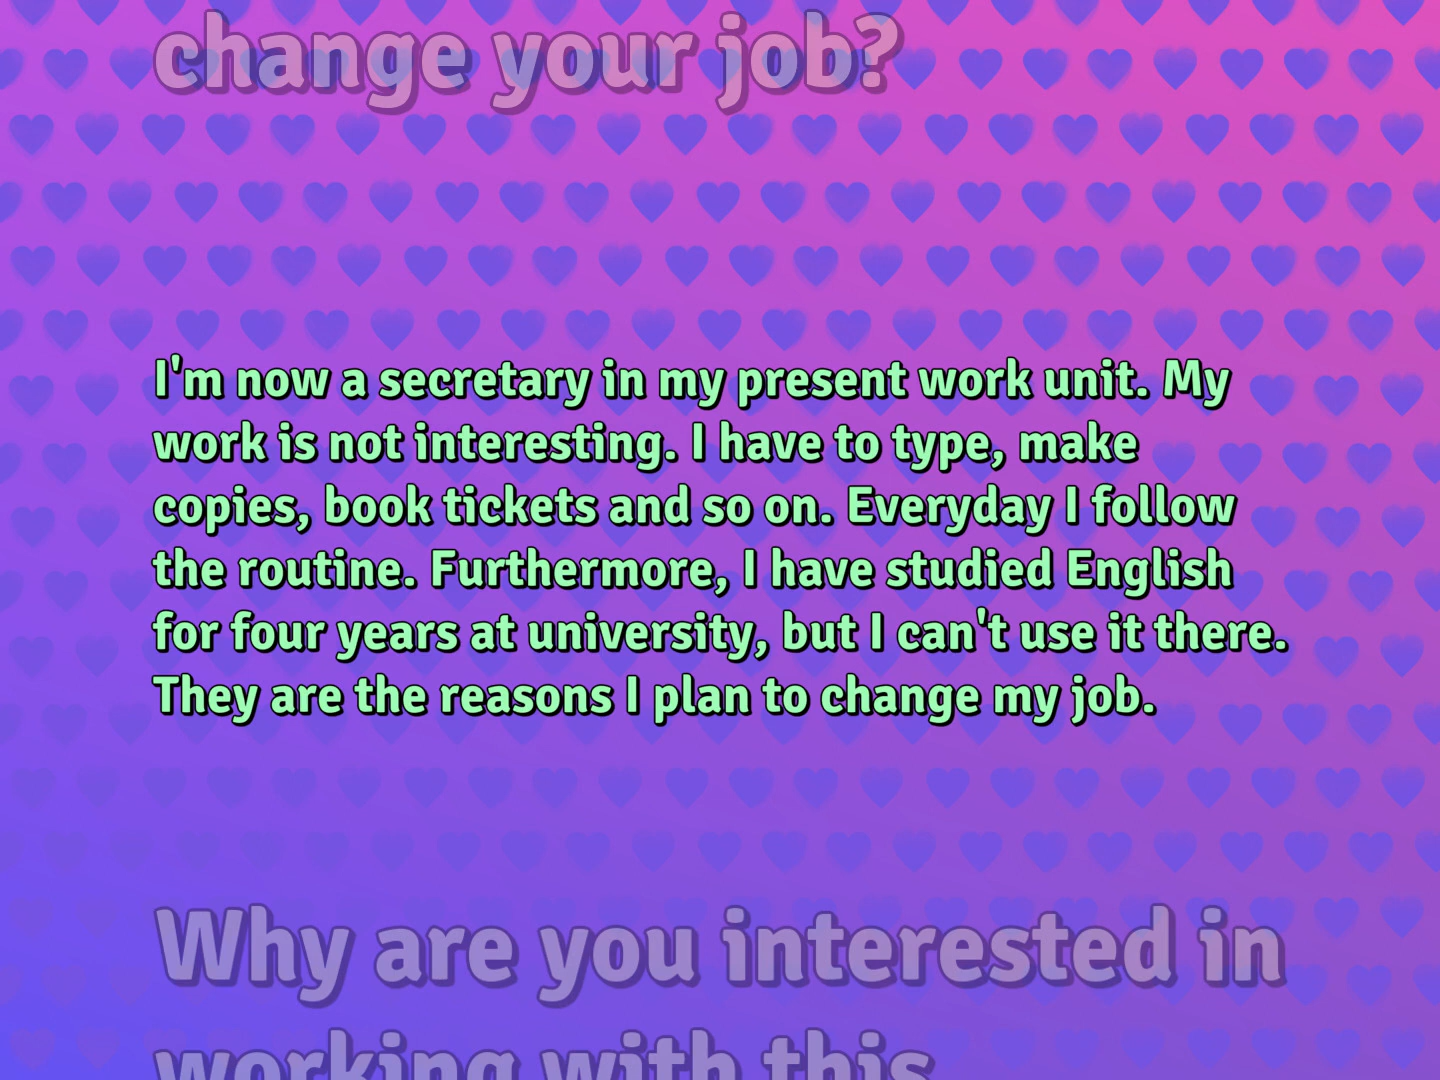 change your job?
I'm now a secretary in my present work unit. My
work is not interesting. I have to type, make
copies, book tickets and so on. Everyday I follow
the routine. Furthermore, I have studied English
for four years at university, but I can't use it there.
They are the reasons I plan to change my job.
Why are you interested in
working with this